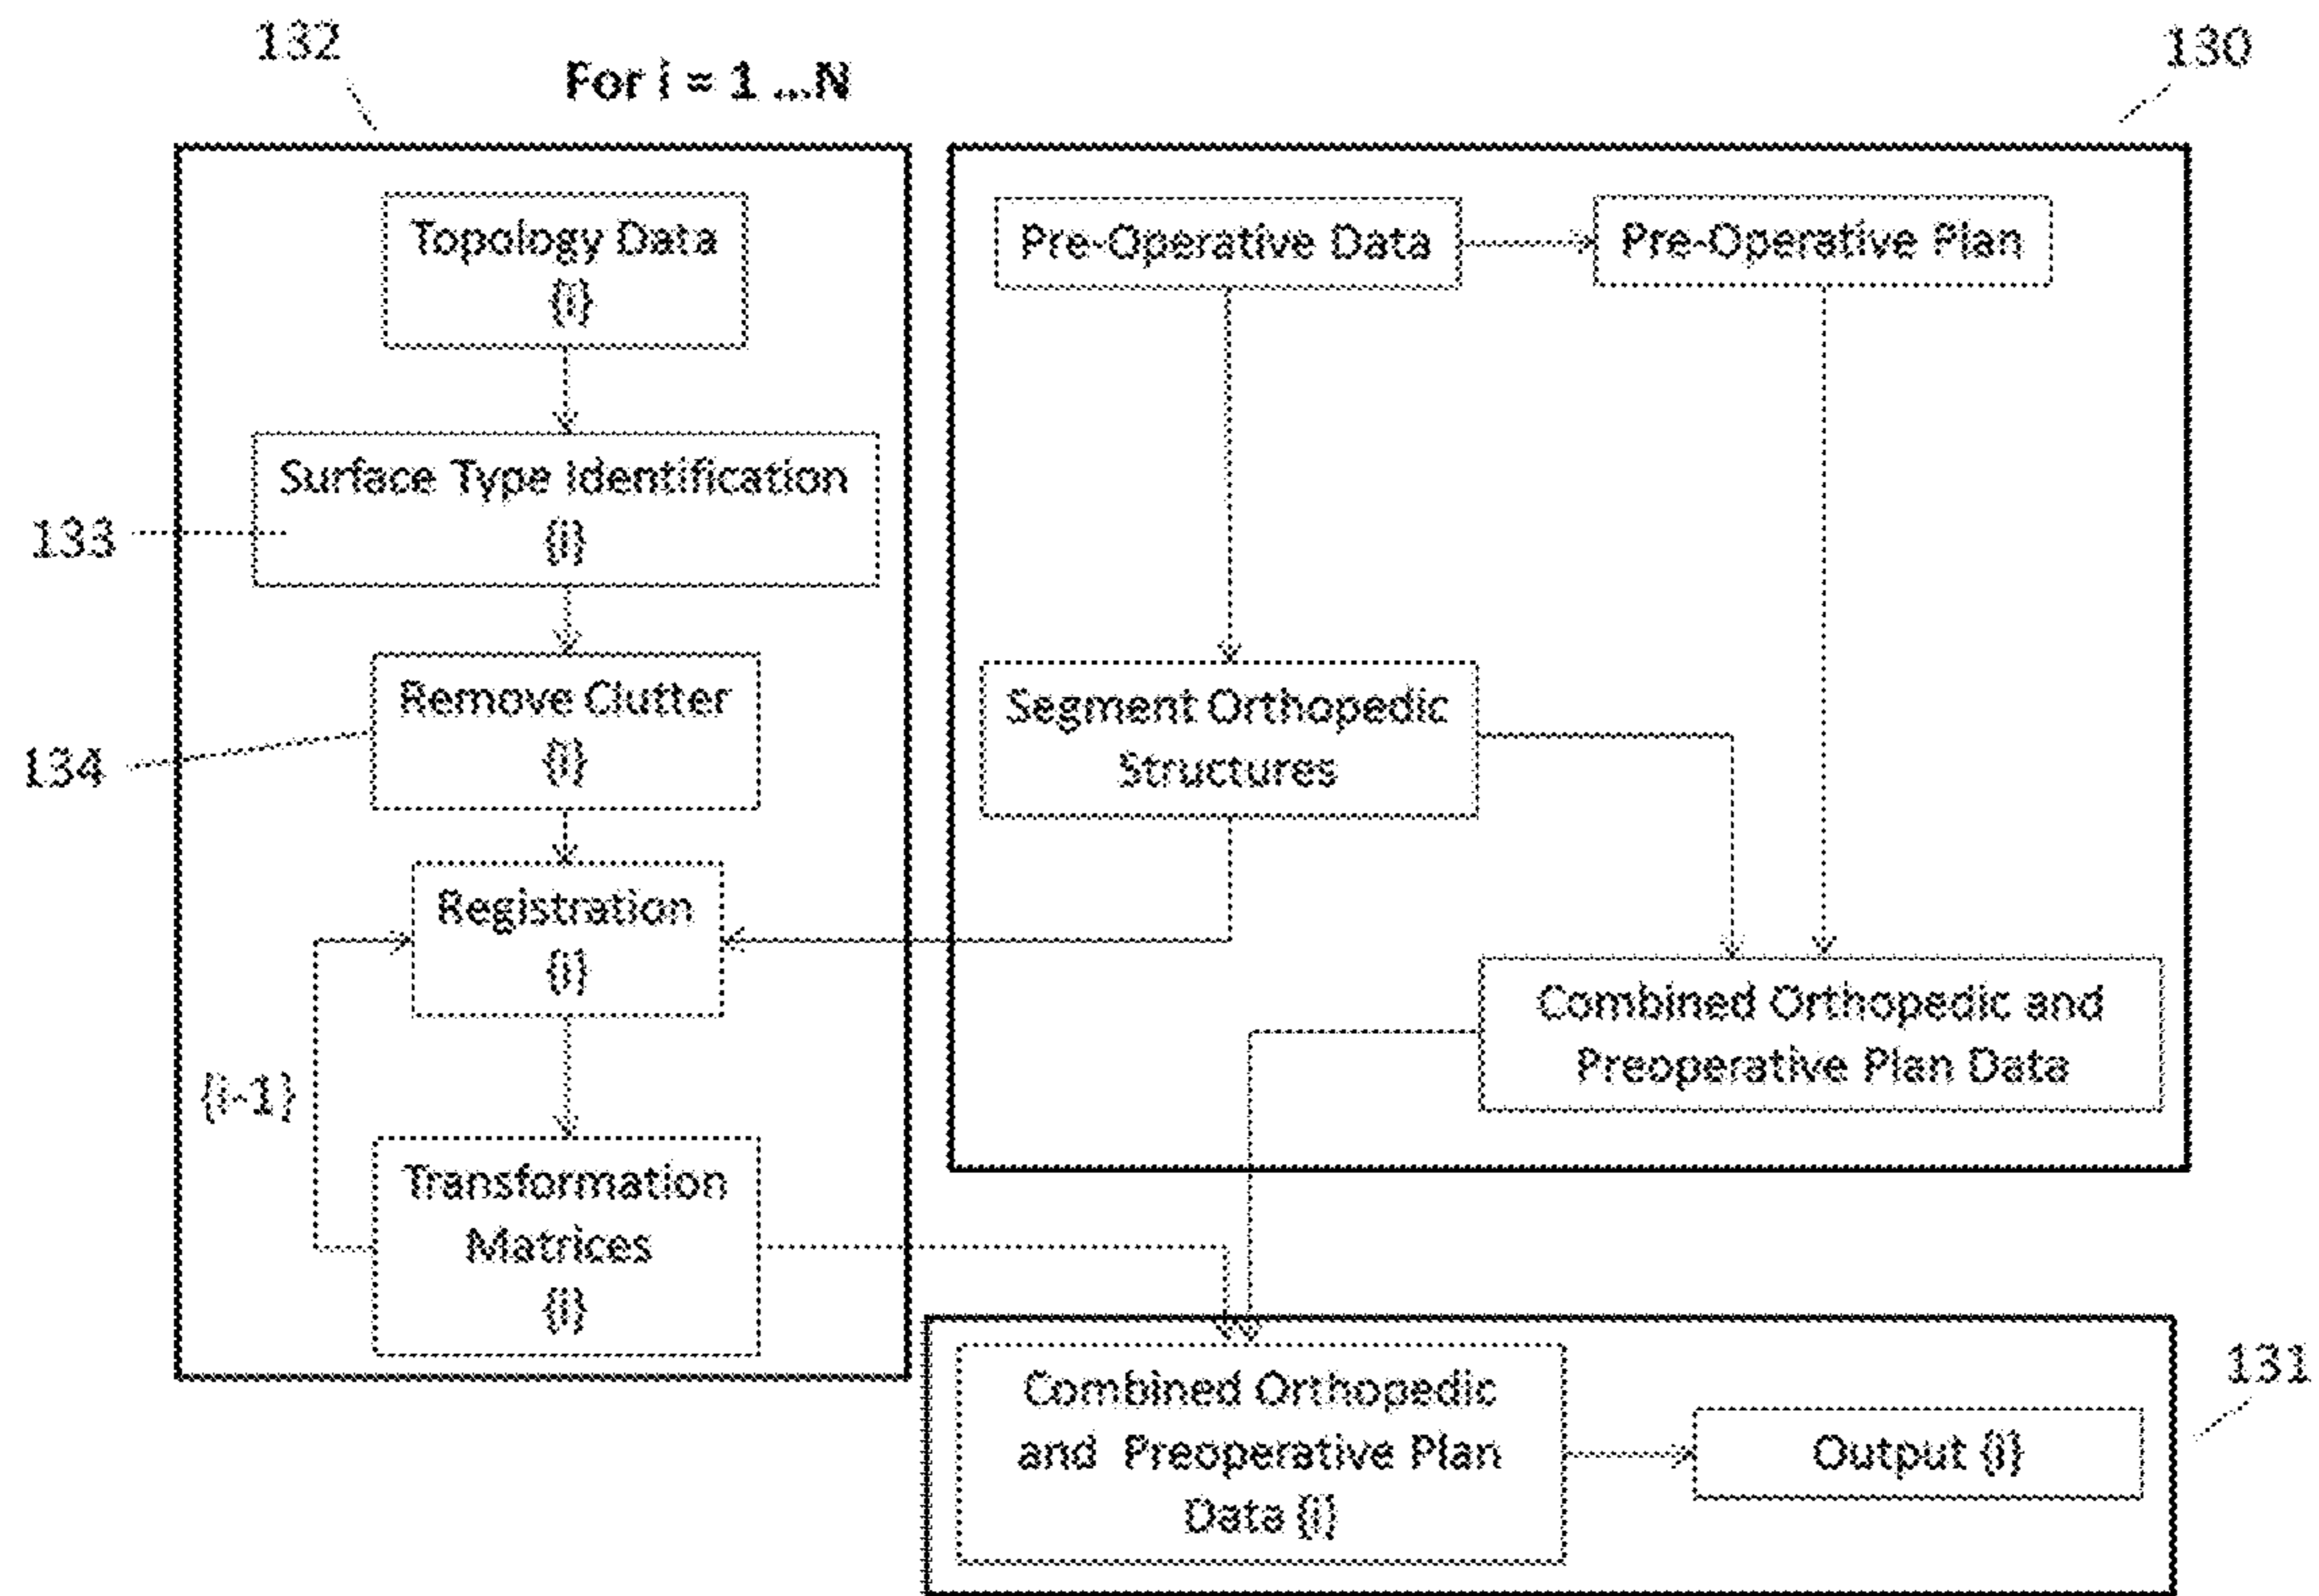 132
For i = 1 ...N
130
Topology Data
{i}
Pre-Operative Data
Pre-Operative Plan
Surface Type Identification
{i}
133
Remove Clutter
{i}
134
Segment Orthopedic
Structures
Registration
{i}
{i-1}
Combined Orthopedic and
Preoperative Plan Data
Transformation
Matrices
{i}
131
Combined Orthopedic
and Preoperative Plan
Data {i}
Output {i}